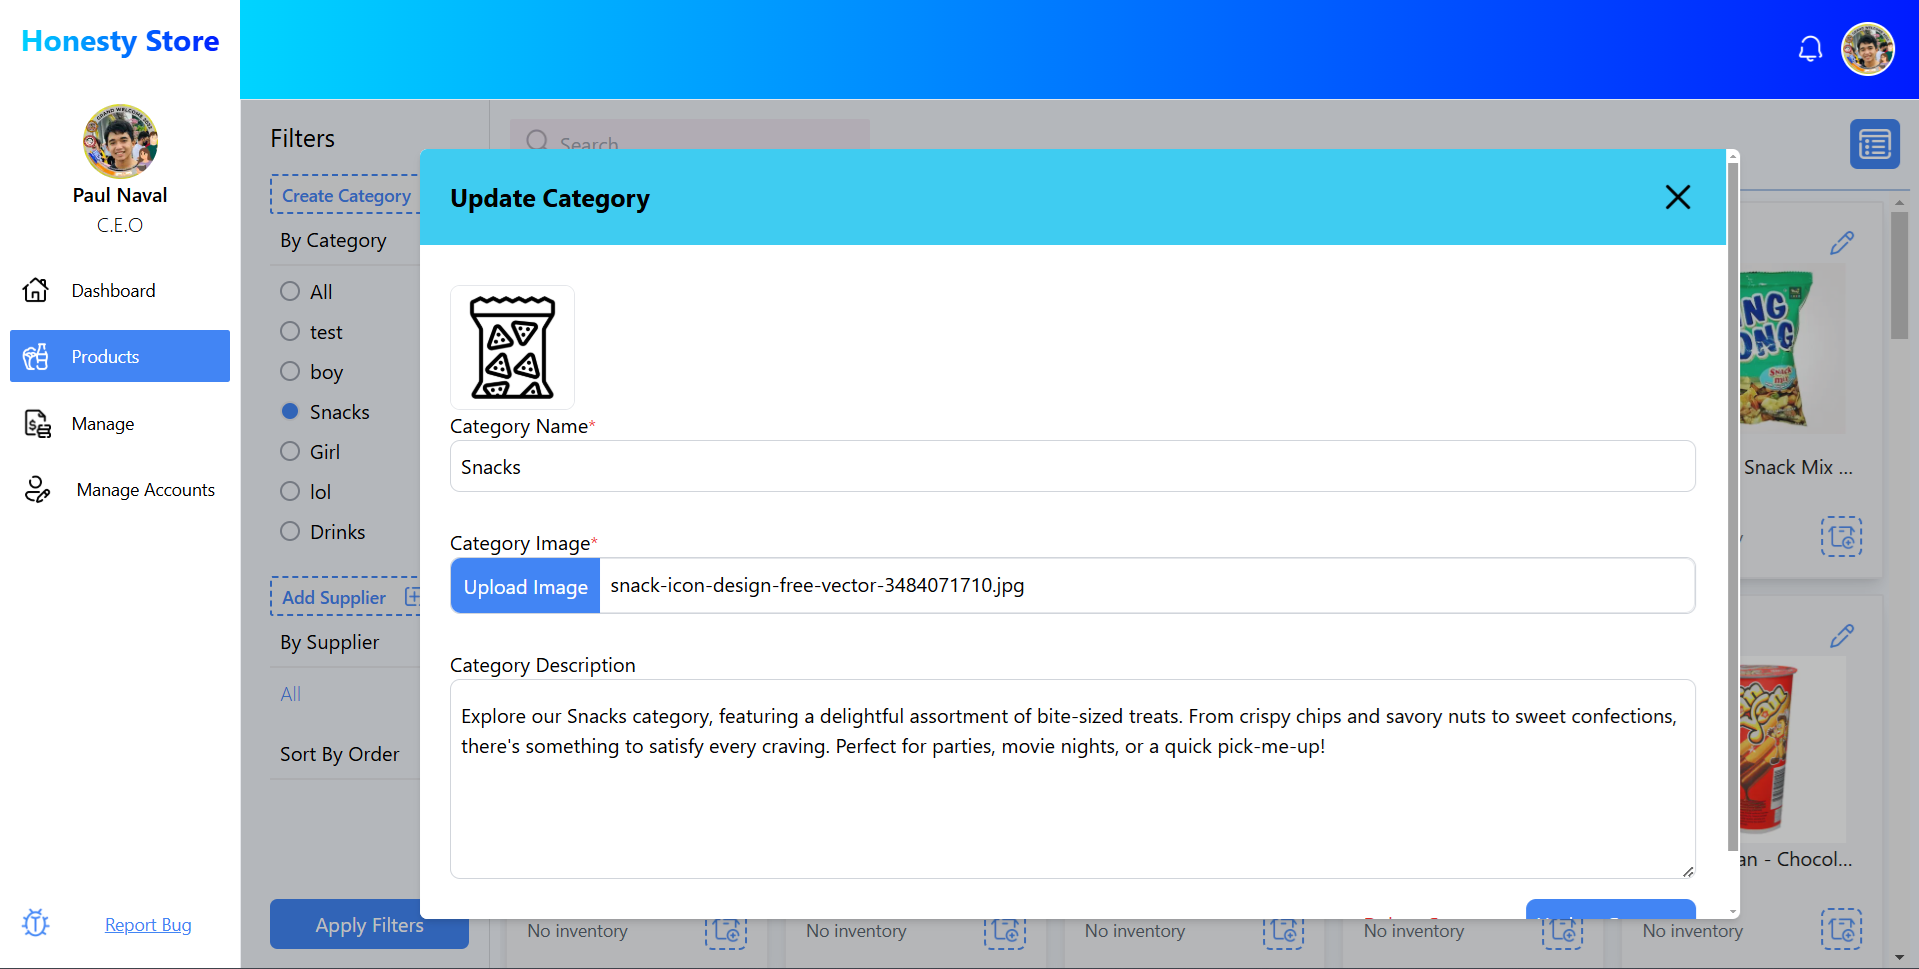 Honesty Store
Paul Naval
C.E.O
Dashboard
Products
Manage
Manage Accounts
Report Bug
Filters
Create Category
By Category
All
test
boy
Snacks
Girl
lol
Drinks
Add Supplier
By Supplier
All
Sort By Order
Apply Filters
Search
Update Category
Category Name*
Snacks
Category Image*
Upload Image
snack-icon-design-free-vector-3484071710.jpg
Category Description
Explore our Snacks category, featuring a delightful assortment of bite-sized treats. From crispy chips and savory nuts to sweet confections,
there's something to satisfy every craving. Perfect for parties, movie nights, or a quick pick-me-up!
Snack Mix ...
- Chocol...
No inventory
No inventory
No inventory
No inventory
No inventory